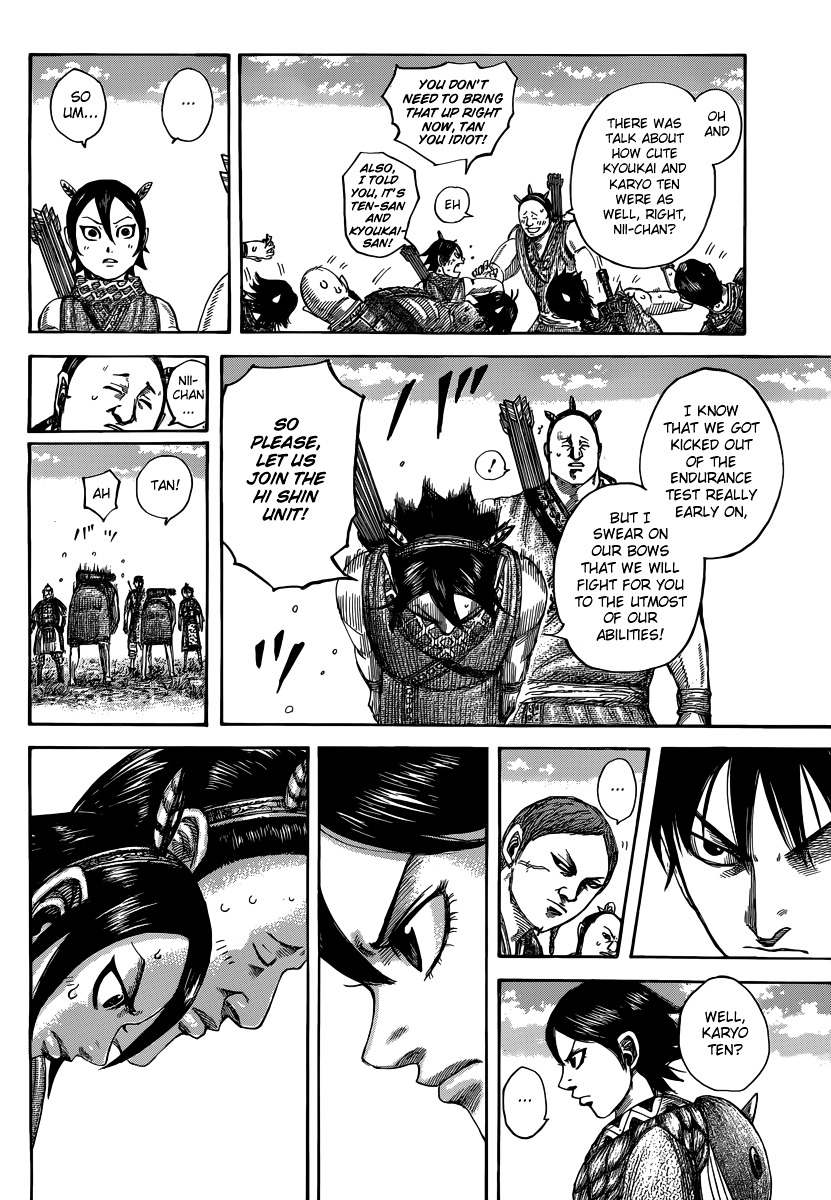 OH
AND
THERE WAS
TALK ABOUT
HOW CUTE
KYOUKAI AND
KARYO TEN
WERE AS
WELL, RIGHT,
NII-CHAN?
YOU DON'T
NEED TO BRING
THAT UP RIGHT
NOW, TAN
YOU IDIOT!
EH
ALSO,
I TOLD
YOU, IT'S
TEN-SAN
AND
KYOUKAI-
SAN!
...
SO
UM...
I KNOW
THAT WE GOT
KICKED OUT
OF THE
ENDURANCE
TEST REALLY
EARLY ON,
BUT I
SWEAR ON
OUR BOWS
THAT WE WILL
FIGHT FOR YOU
TO THE UTMOST
OF OUR
ABILITIES!
!
SO
PLEASE,
LET US
JOIN THE
HI SHIN
UNIT!
NII-
CHAN
...
TAN!
AH
...
WELL,
KARYO
TEN?
...